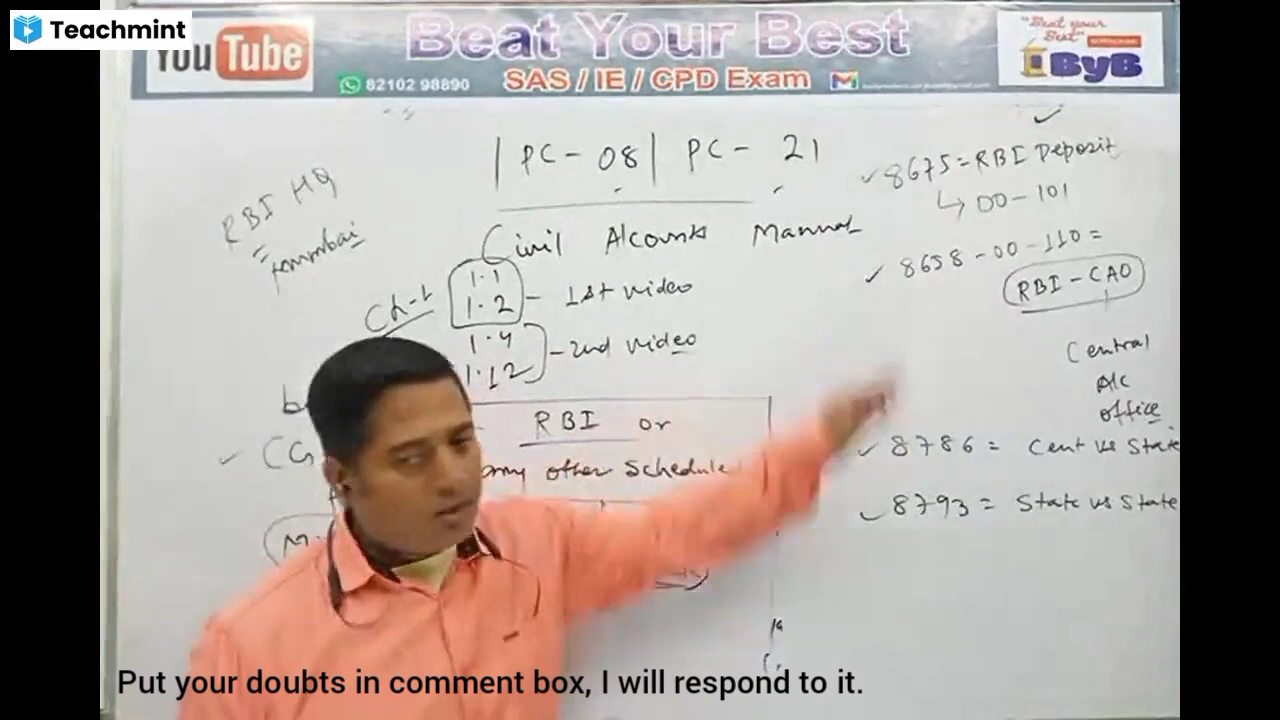 Teachmint
YouTube
Beat Your Best
SAS / IE / CPD Exam
82102 98890
"Beat your
Best"
ByB
PC - 08 | PC - 21
Civil Accounts Manual
RBI HQ
Ch-1
1.1
1.2 - 1st video
1.4
1.12 - 2nd video
RBI or
any other schedule
8675 = RBI Deposit
↳ 00-101
8658-00-110 =
RBI - CAO
Central
A/c
office
8786 = Cent vs State
8793 = State vs State
Put your doubts in comment box, I will respond to it.